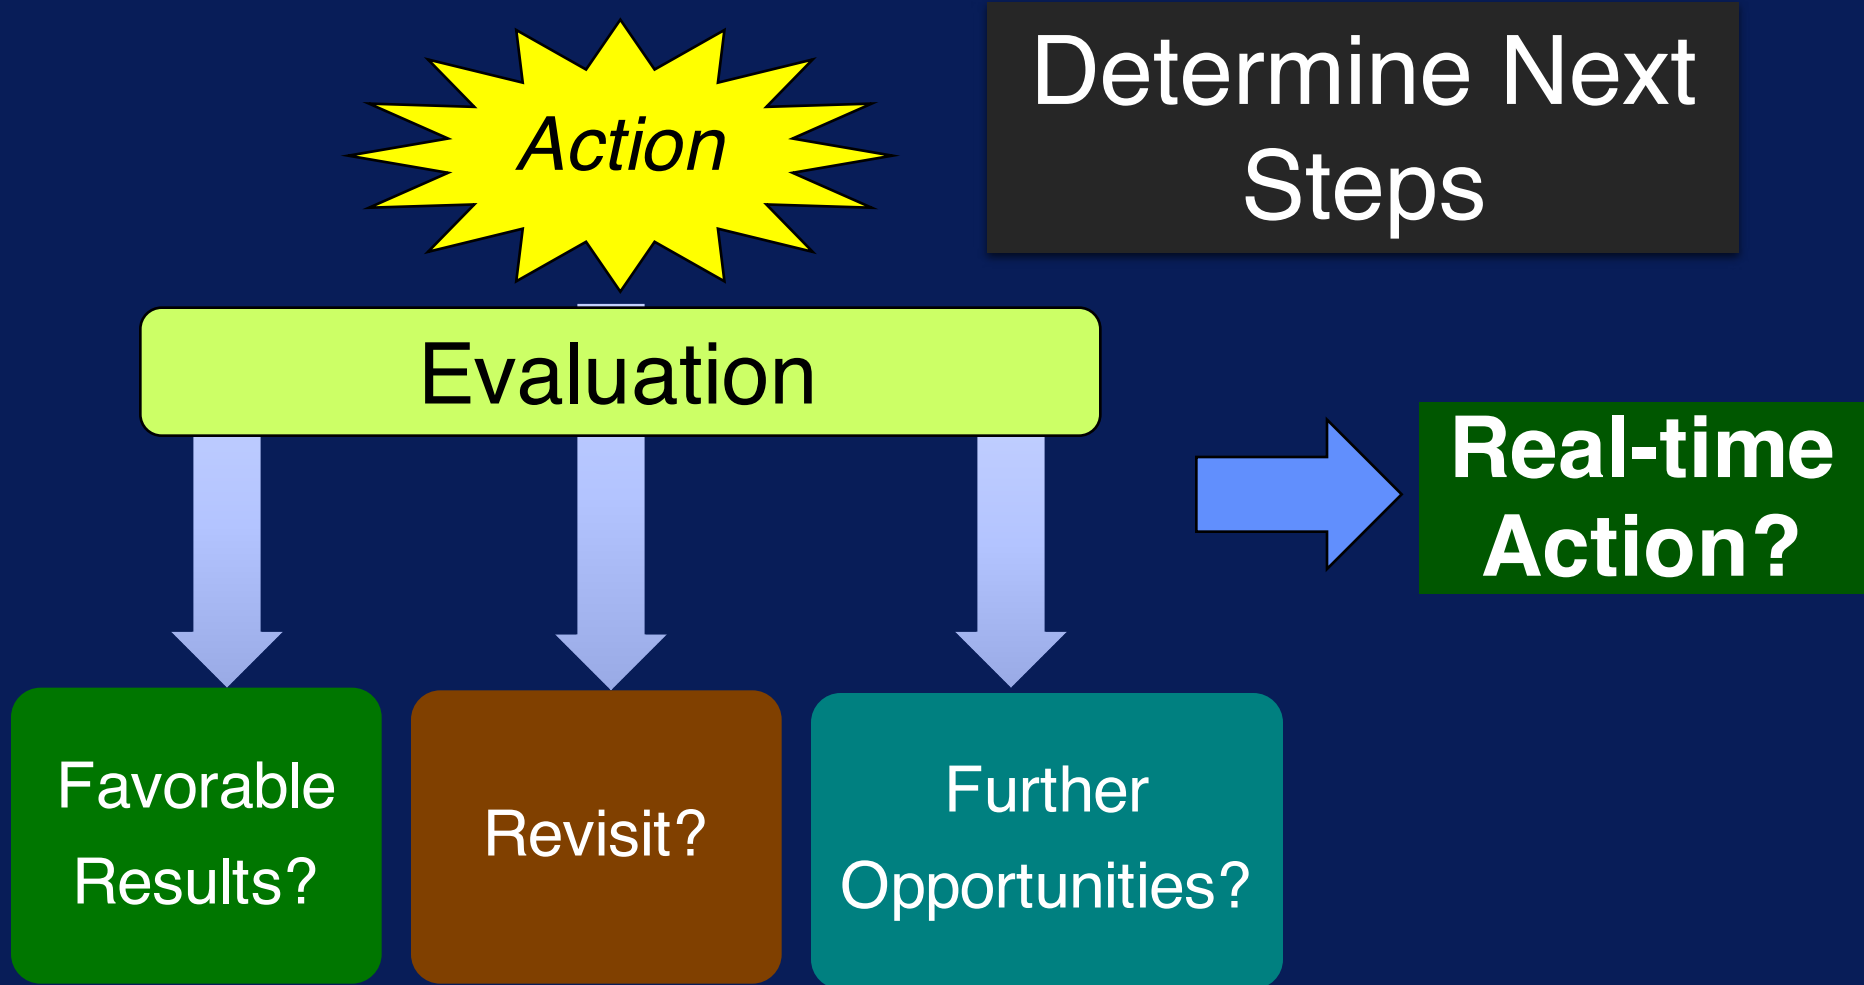 Action
Determine Next
Steps
Evaluation
Real-time
Action?
Favorable
Results?
Revisit?
Further
Opportunities?